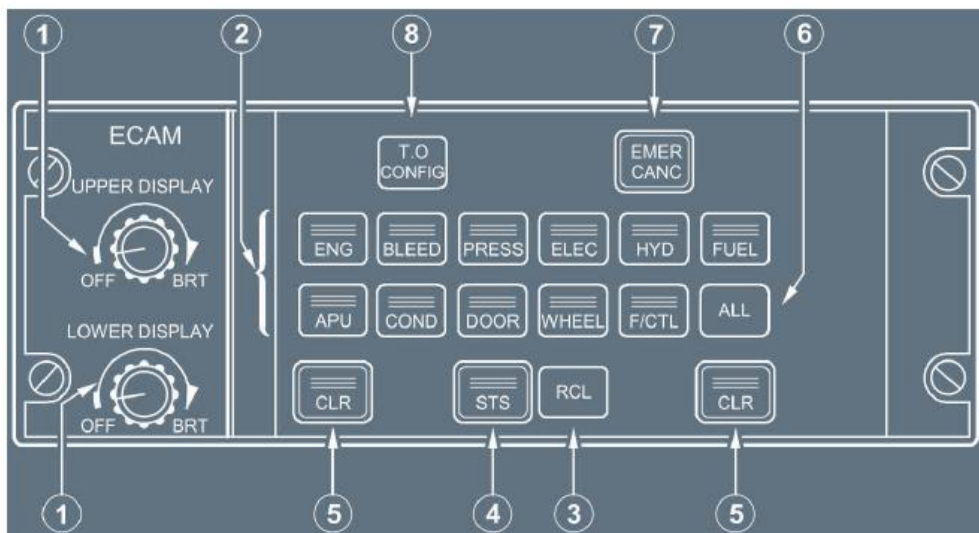 1 2 8 7 6
ECAM
T.O
CONFIG
EMER
CANC
UPPER DISPLAY
OFF BRT
ENG BLEED PRESS ELEC HYD FUEL
APU COND DOOR WHEEL F/CTL ALL
LOWER DISPLAY
OFF BRT
CLR STS RCL CLR
1 5 4 3 5